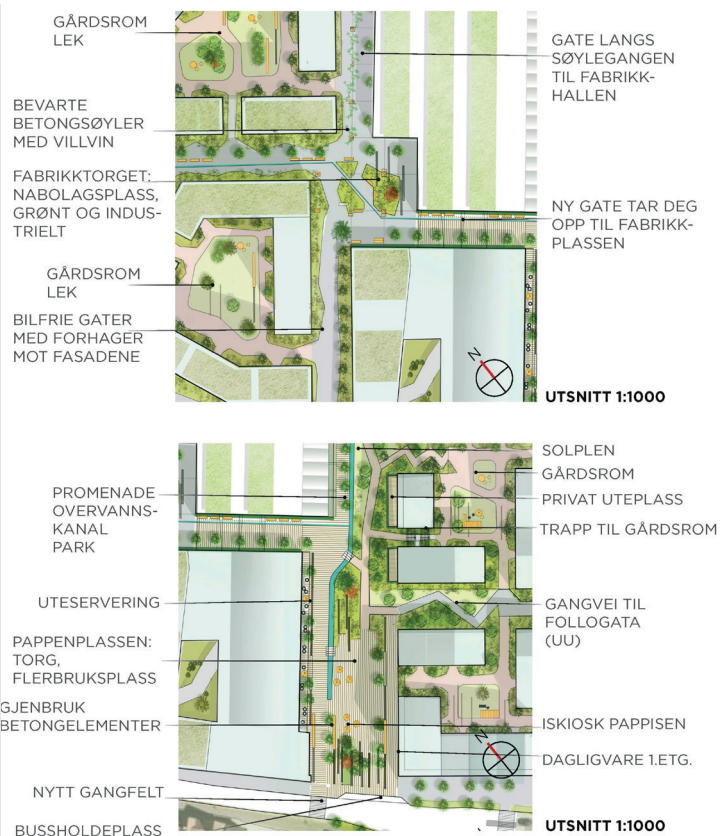 GÅRDSROM
LEK
BEVARTE
BETONGSØYLER
MED VILLVIN
FABRIKKTORGET:
NABOLAGSPLASS,
GRØNT OG INDUS-
TRIELT
GÅRDSROM
LEK
BILFRIE GATER
MED FORHAGER
MOT FASADENE
GATE LANGS
SØYLEGANGEN
TIL FABRIKK-
HALLEN
NY GATE TAR DEG
OPP TIL FABRIKK-
PLASSEN
N
UTSNITT 1:1000
PROMENADE
OVERVANNS-
KANAL
PARK
UTESERVERING
PAPPENPLASSEN:
TORG,
FLERBRUKSPLASS
GJENBRUK
BETONGELEMENTER
NYTT GANGFELT
BUSSHOLDEPLASS
SOLPLEN
GÅRDSROM
PRIVAT UTEPLASS
TRAPP TIL GÅRDSROM
GANGVEI TIL
FOLLOGATA
(UU)
ISKIOSK PAPPISEN
DAGLIGVARE 1.ETG.
N
UTSNITT 1:1000